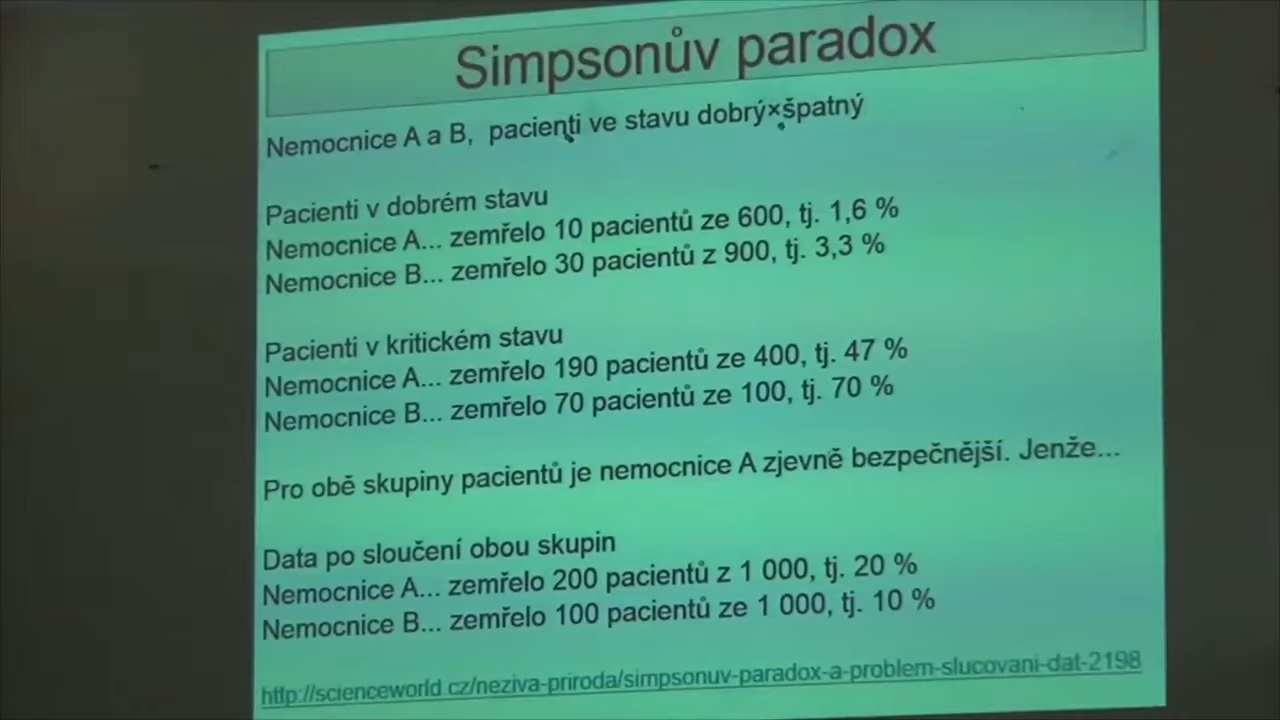 Simpsonův paradox
Nemocnice A a B, pacienti ve stavu dobrý×špatný
Pacienti v dobrém stavu
Nemocnice A... zemřelo 10 pacientů ze 600, tj. 1,6 %
Nemocnice B... zemřelo 30 pacientů z 900, tj. 3,3 %
Pacienti v kritickém stavu
Nemocnice A... zemřelo 190 pacientů ze 400, tj. 47 %
Nemocnice B... zemřelo 70 pacientů ze 100, tj. 70 %
Pro obě skupiny pacientů je nemocnice A zjevně bezpečnější. Jenže...
Data po sloučení obou skupin
Nemocnice A... zemřelo 200 pacientů z 1 000, tj. 20 %
Nemocnice B... zemřelo 100 pacientů ze 1 000, tj. 10 %
http://scienceworld.cz/neziva-priroda/simpsonuv-paradox-a-problem-slucovani-dat-2198